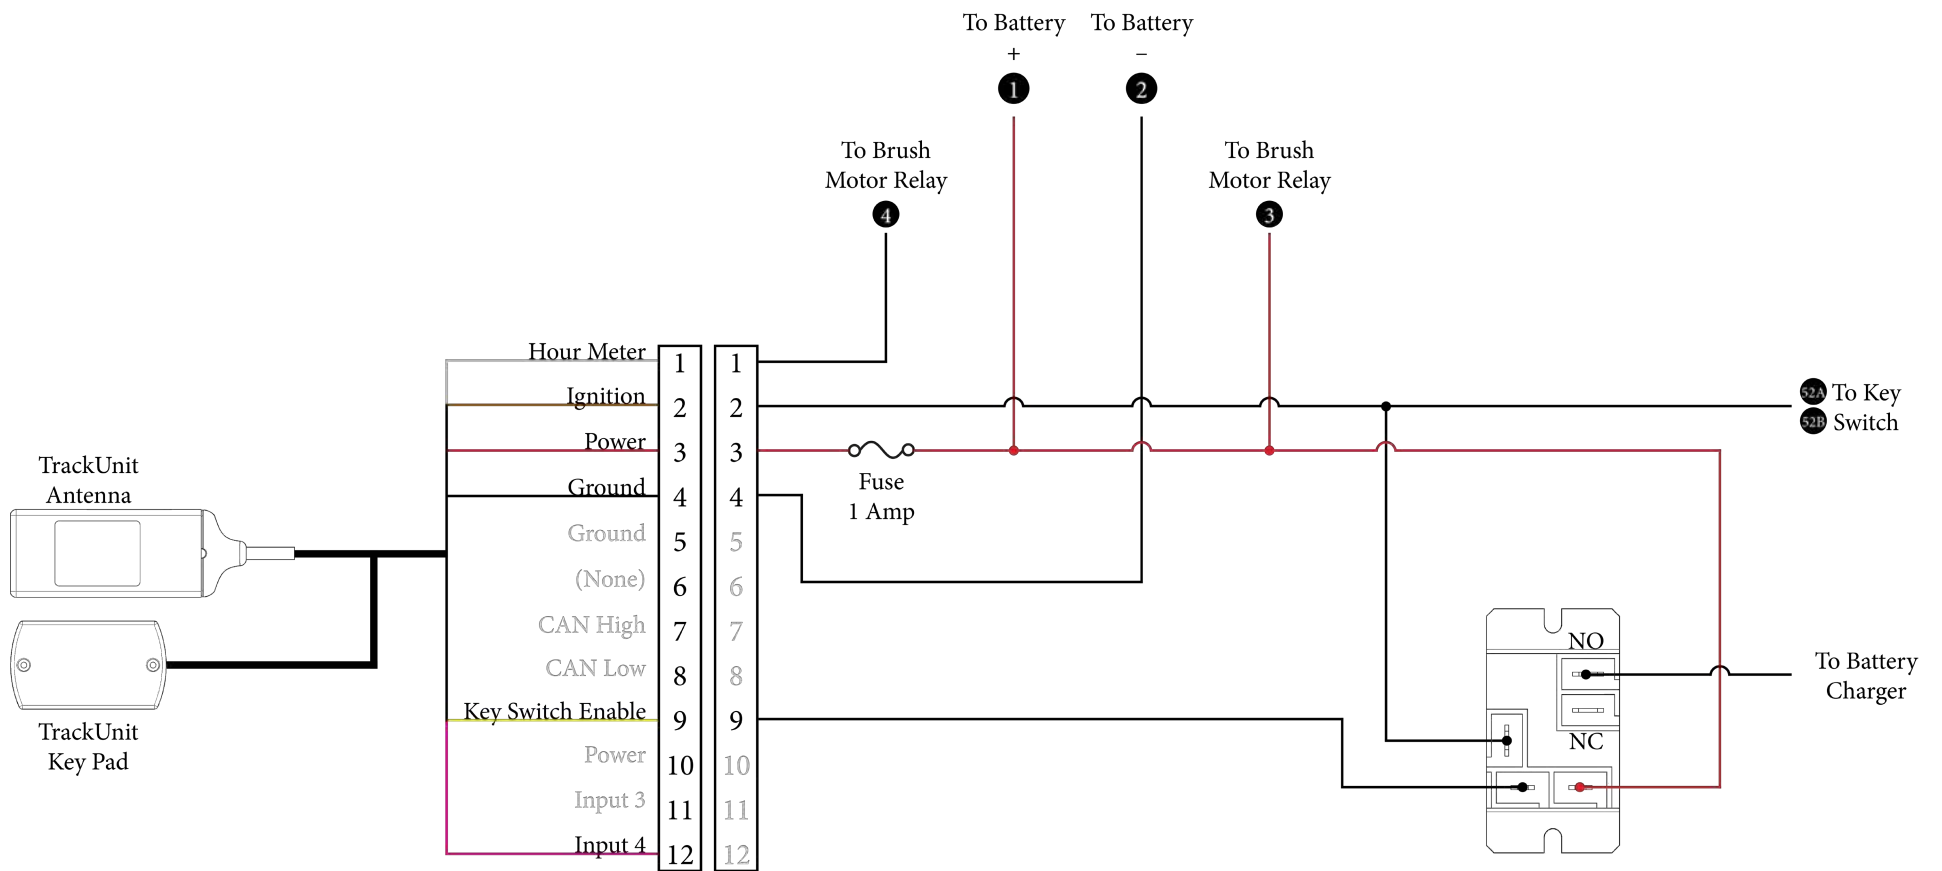 To Battery
+
1
To Battery
–
2
To Brush
Motor Relay
4
To Brush
Motor Relay
3
Hour Meter 1 1
Ignition 2 2
Power 3 3
Ground 4 4
Ground 5 5
(None) 6 6
CAN High 7 7
CAN Low 8 8
Key Switch Enable 9 9
Power 10 10
Input 3 11 11
Input 4 12 12
Fuse
1 Amp
52A To Key
52B Switch
TrackUnit
Antenna
TrackUnit
Key Pad
NO
NC
To Battery
Charger